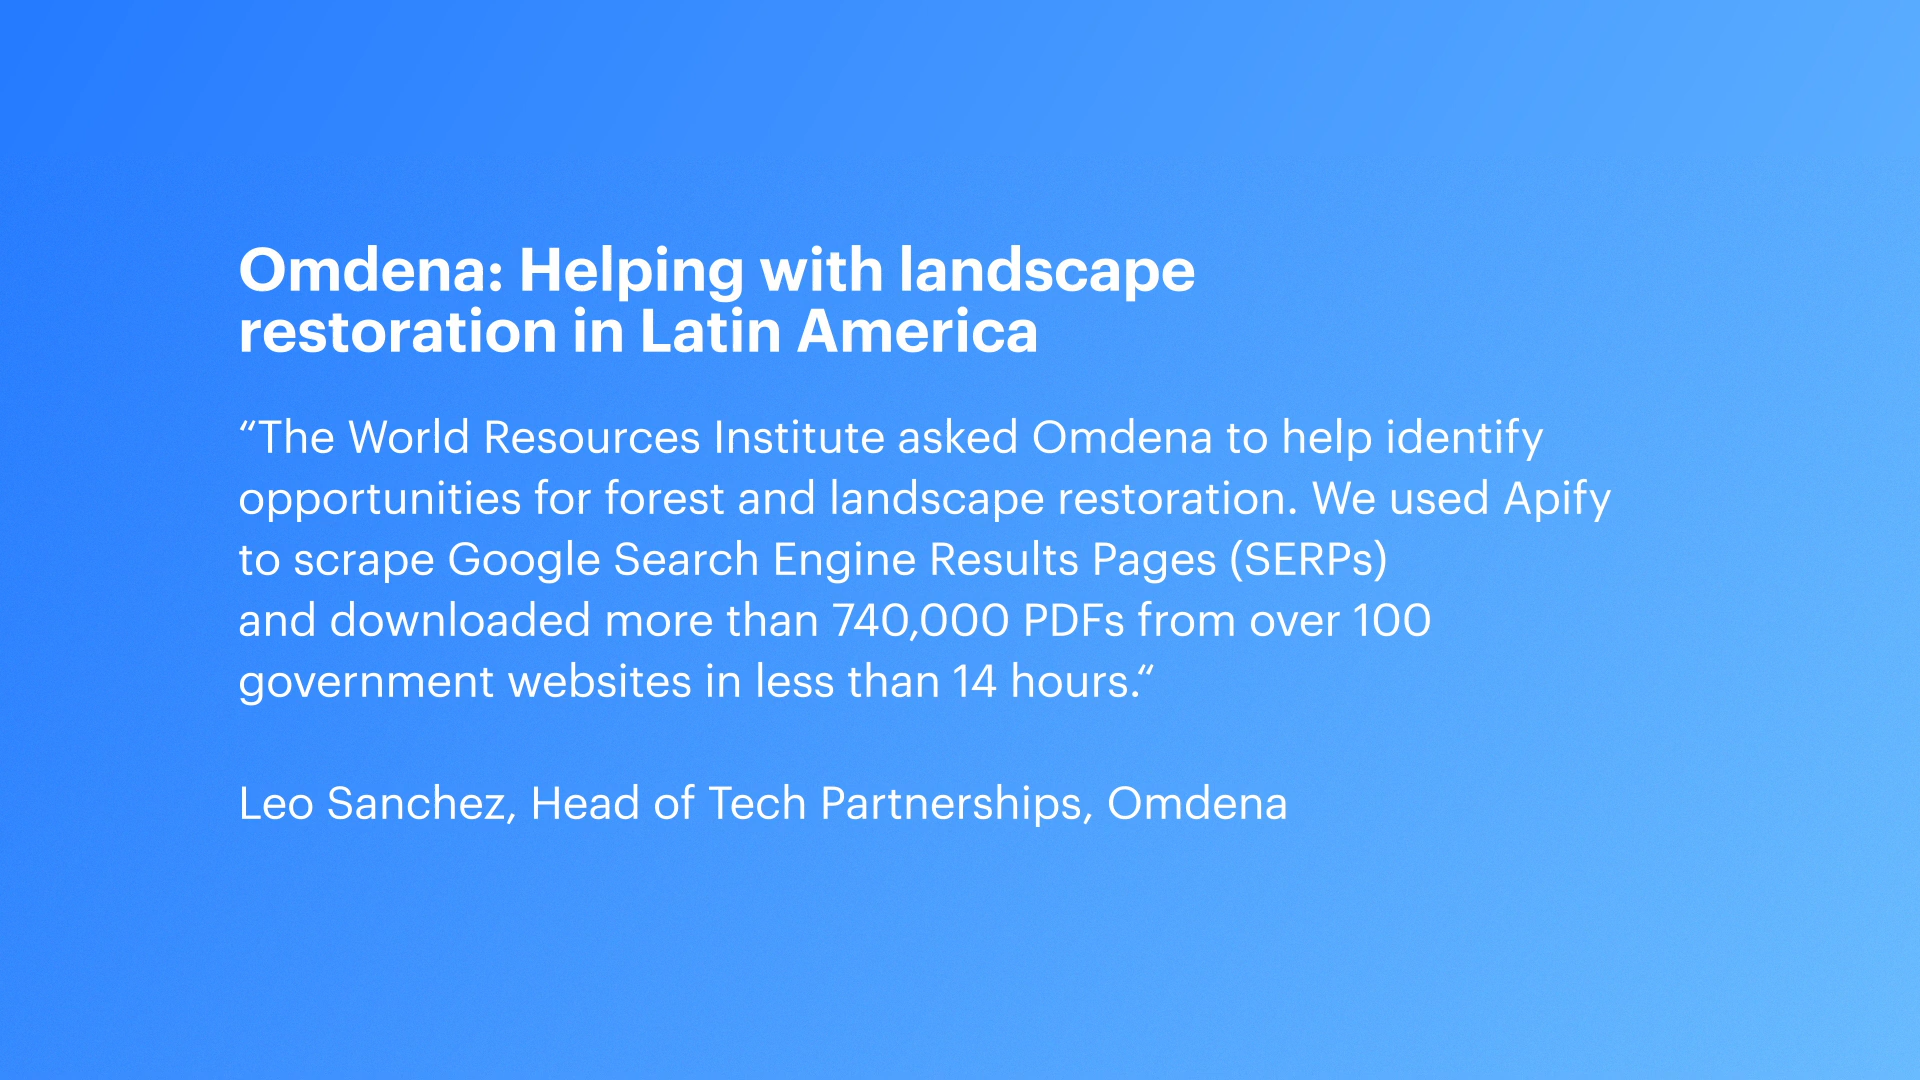 Omdena: Helping with landscape
restoration in Latin America
“The World Resources Institute asked Omdena to help identify
opportunities for forest and landscape restoration. We used Apify
to scrape Google Search Engine Results Pages (SERPs)
and downloaded more than 740,000 PDFs from over 100
government websites in less than 14 hours.“
Leo Sanchez, Head of Tech Partnerships, Omdena